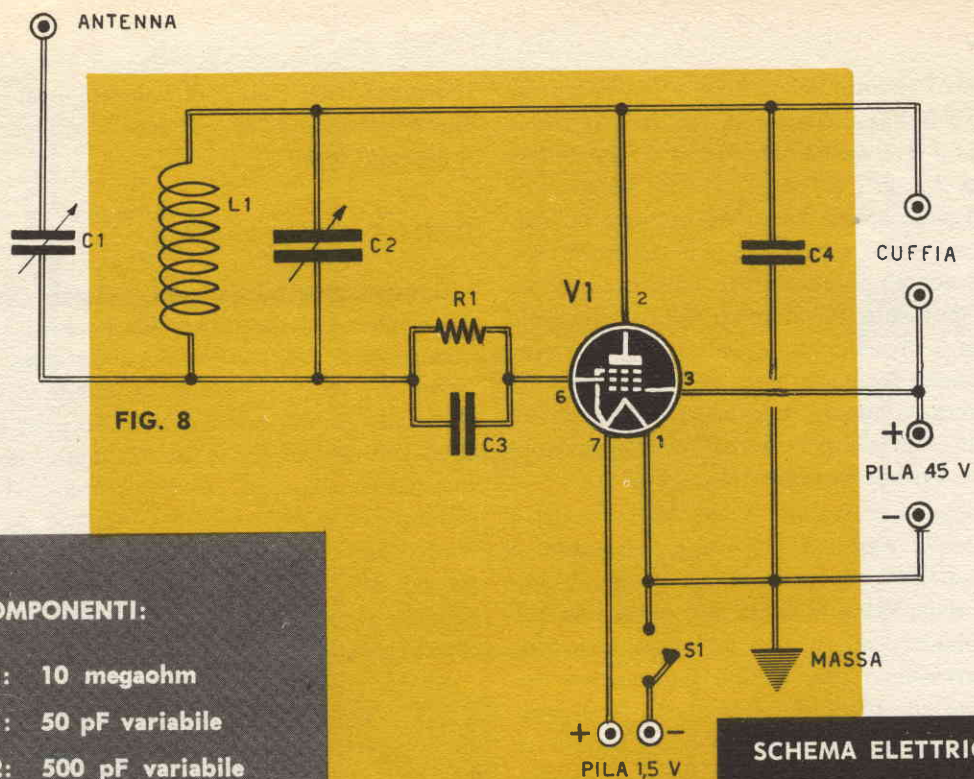 ANTENNA
C1
L1
C2
C4
CUFFIA
R1
V1
2
6
3
7
1
C3
FIG. 8
+
PILA 45 V
-
S1
MASSA
+ -
PILA 1,5 V
OMPONENTI:
: 10 megaohm
: 50 pF variabile
2: 500 pF variabile
SCHEMA ELETTRIC